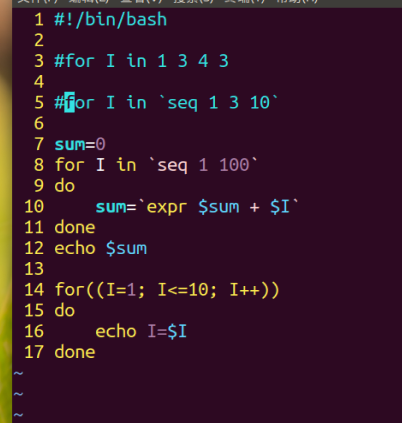 1 #!/bin/bash
2
3 #for I in 1 3 4 3
4
5 #for I in `seq 1 3 10`
6
7 sum=0
8 for I in `seq 1 100`
9 do
10     sum=`expr $sum + $I`
11 done
12 echo $sum
13
14 for((I=1; I<=10; I++))
15 do
16     echo I=$I
17 done
~
~
~